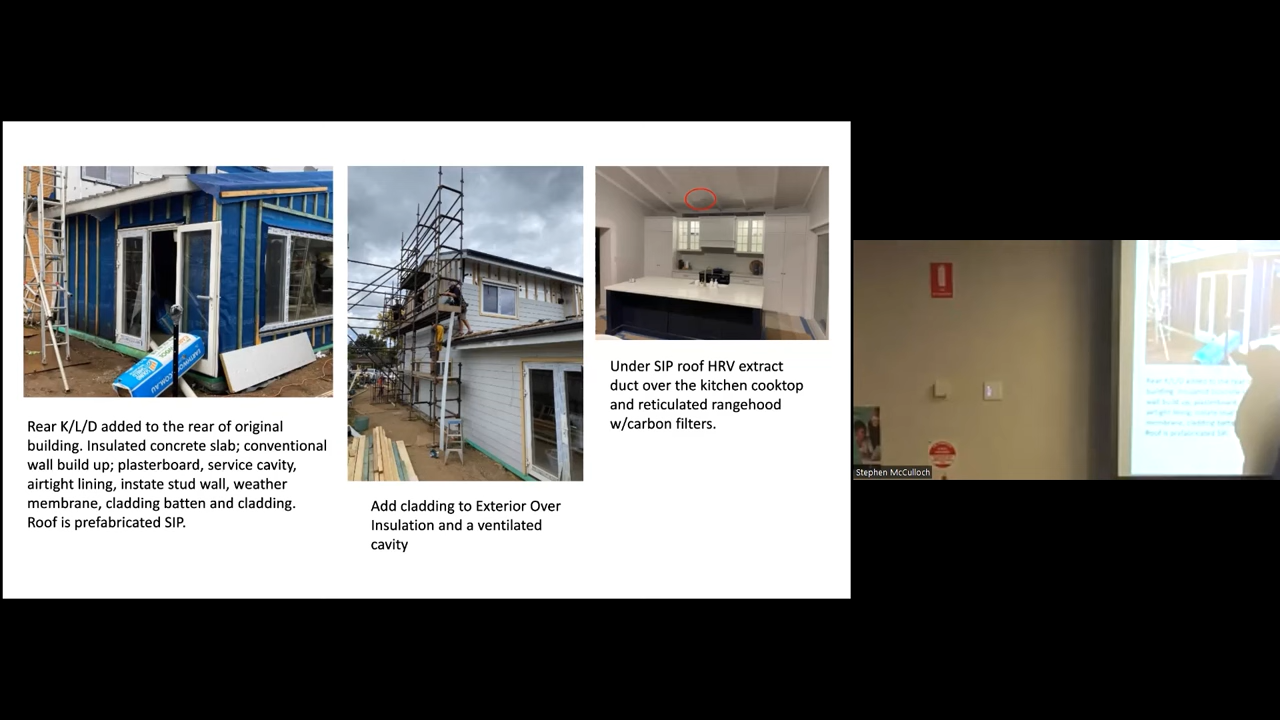 Rear K/L/D added to the rear of original
building. Insulated concrete slab; conventional
wall build up; plasterboard, service cavity,
airtight lining, instate stud wall, weather
membrane, cladding batten and cladding.
Roof is prefabricated SIP.
Add cladding to Exterior Over
Insulation and a ventilated
cavity
Under SIP roof HRV extract
duct over the kitchen cooktop
and reticulated rangehood
w/carbon filters.
Stephen McCulloch